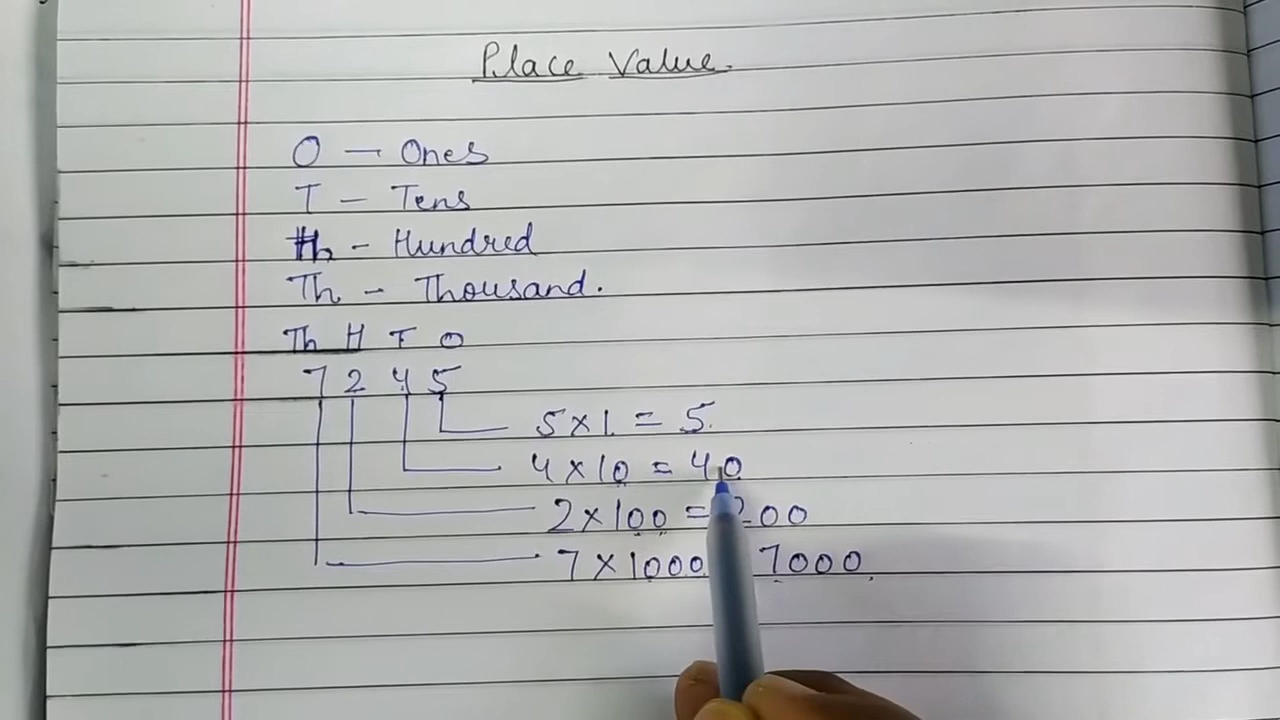 Place Value.
O - Ones
T - Tens
H - Hundred
Th - Thousand.
Th H T O
7 2 4 5
5 x 1 = 5
4 x 10 = 40
2 x 100 = 200
7 x 1000 7000